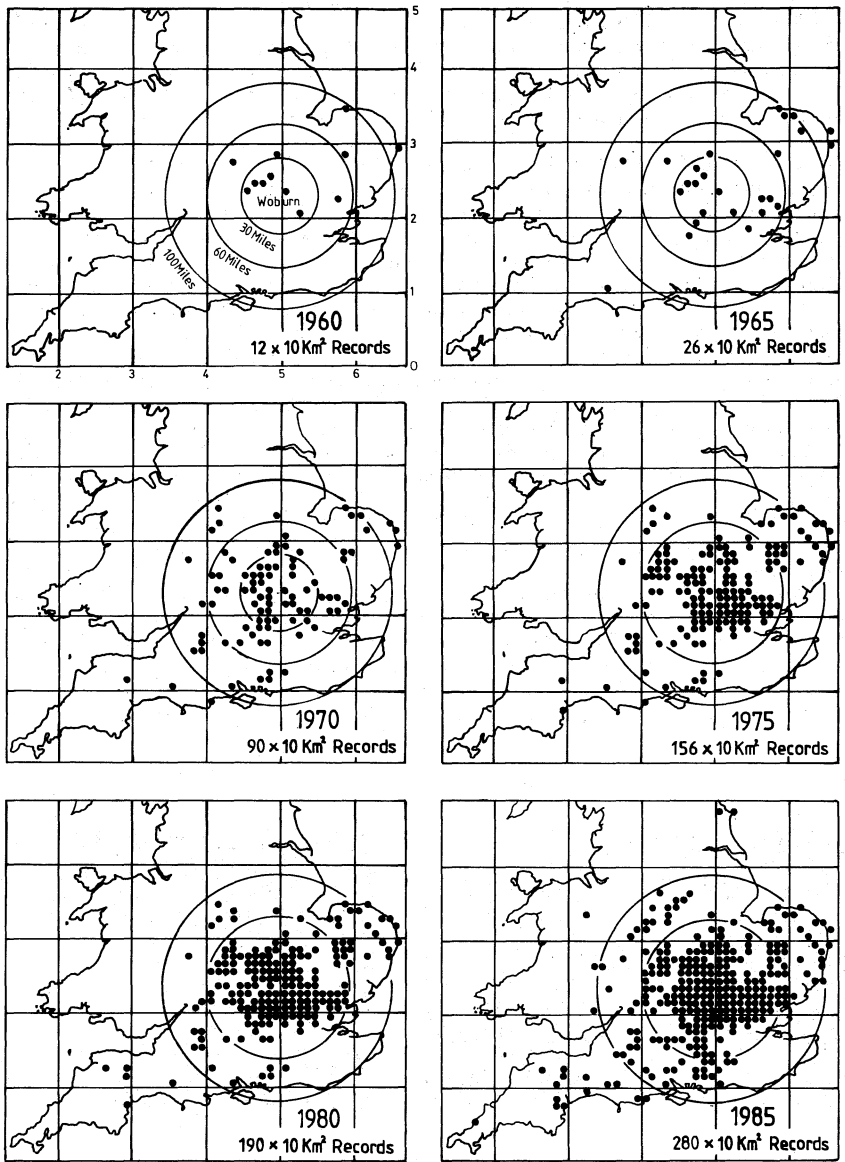 5
4
3
Woburn
2
30 Miles
60 Miles
100 Miles
1
1960
12 x 10 Km² Records
2 3 4 5 6 0
1965
26 x 10 Km² Records
1970
90 x 10 Km² Records
1975
156 x 10 Km² Records
1980
190 x 10 Km² Records
1985
280 x 10 Km² Records